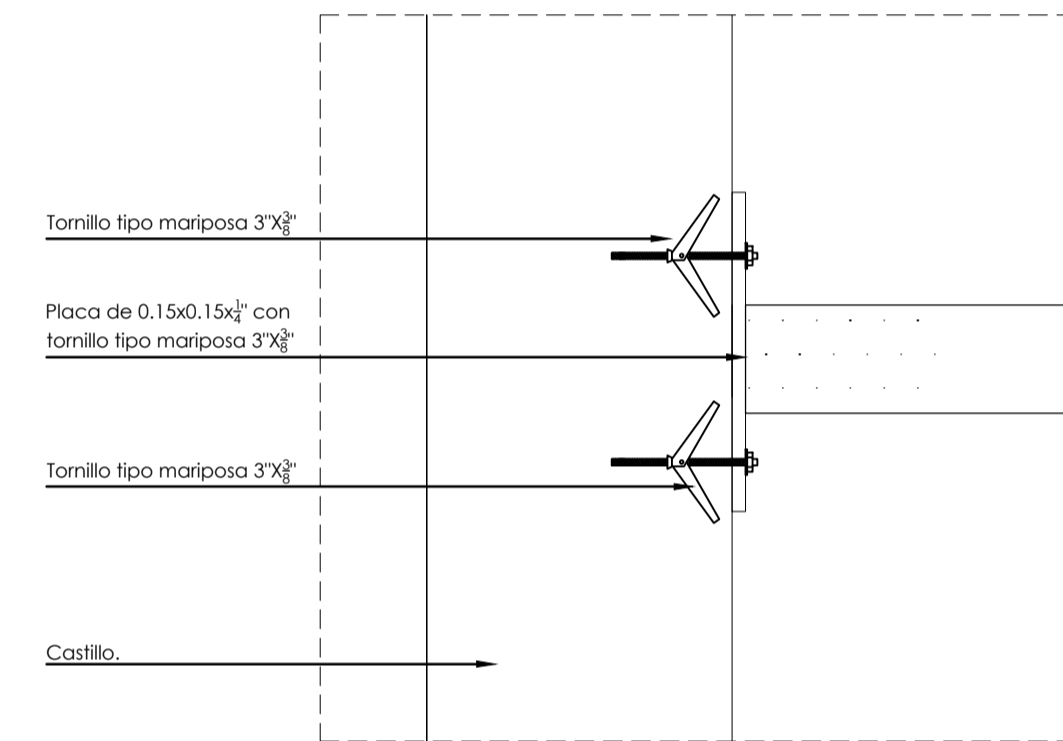 Tornillo tipo mariposa 3"X3/8"
Placa de 0.15x0.15x1/4" con
tornillo tipo mariposa 3"X3/8"
Tornillo tipo mariposa 3"X3/8"
Castillo.